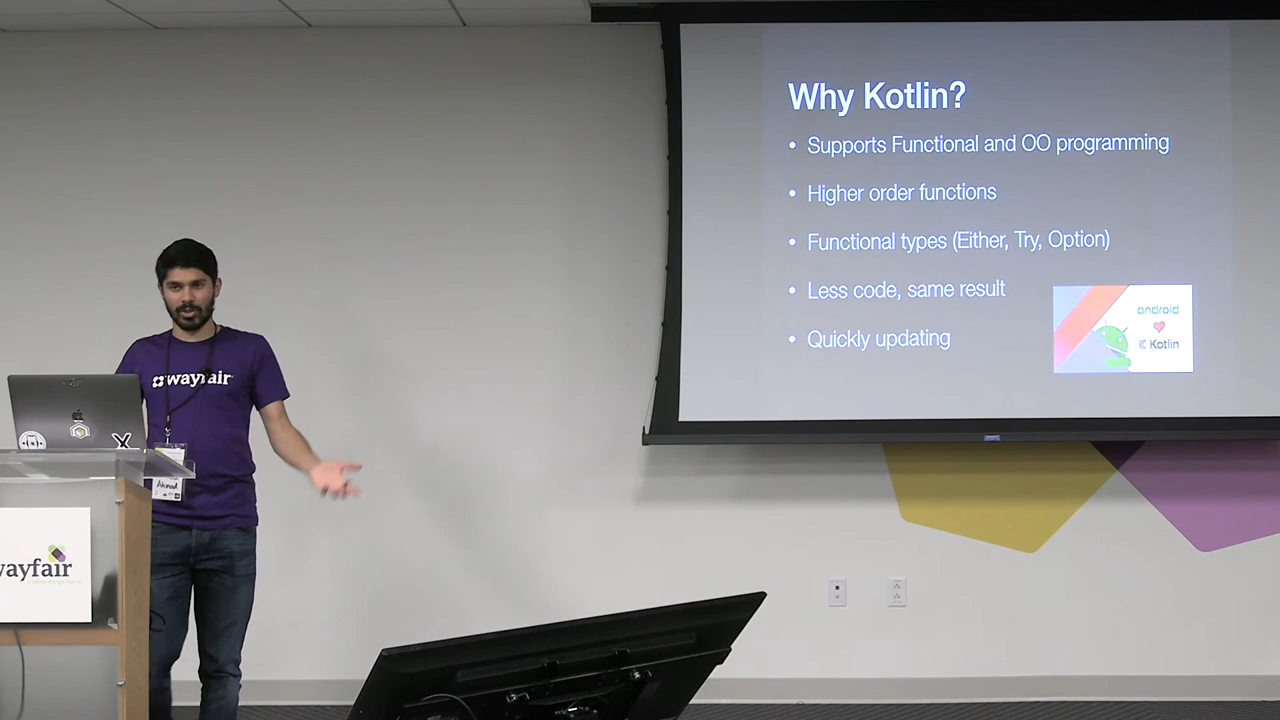 Why Kotlin?
• Supports Functional and OO programming
• Higher order functions
• Functional types (Either, Try, Option)
• Less code, same result
• Quickly updating
android
Kotlin
wayfair
X
Ahmad
wayfair